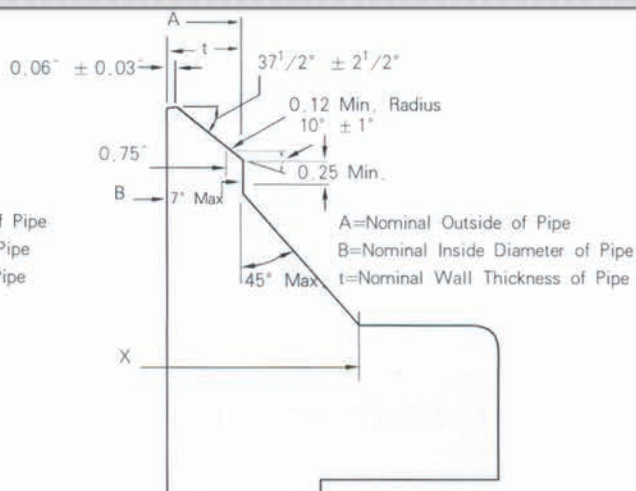 A
t
0.06" ± 0.03"
37¹/2° ± 2¹/2°
0.12 Min. Radius
10° ± 1°
0.75"
0.25 Min.
B
7° Max
f Pipe
A=Nominal Outside of Pipe
Pipe
B=Nominal Inside Diameter of Pipe
Pipe
45° Max.
t=Nominal Wall Thickness of Pipe
X